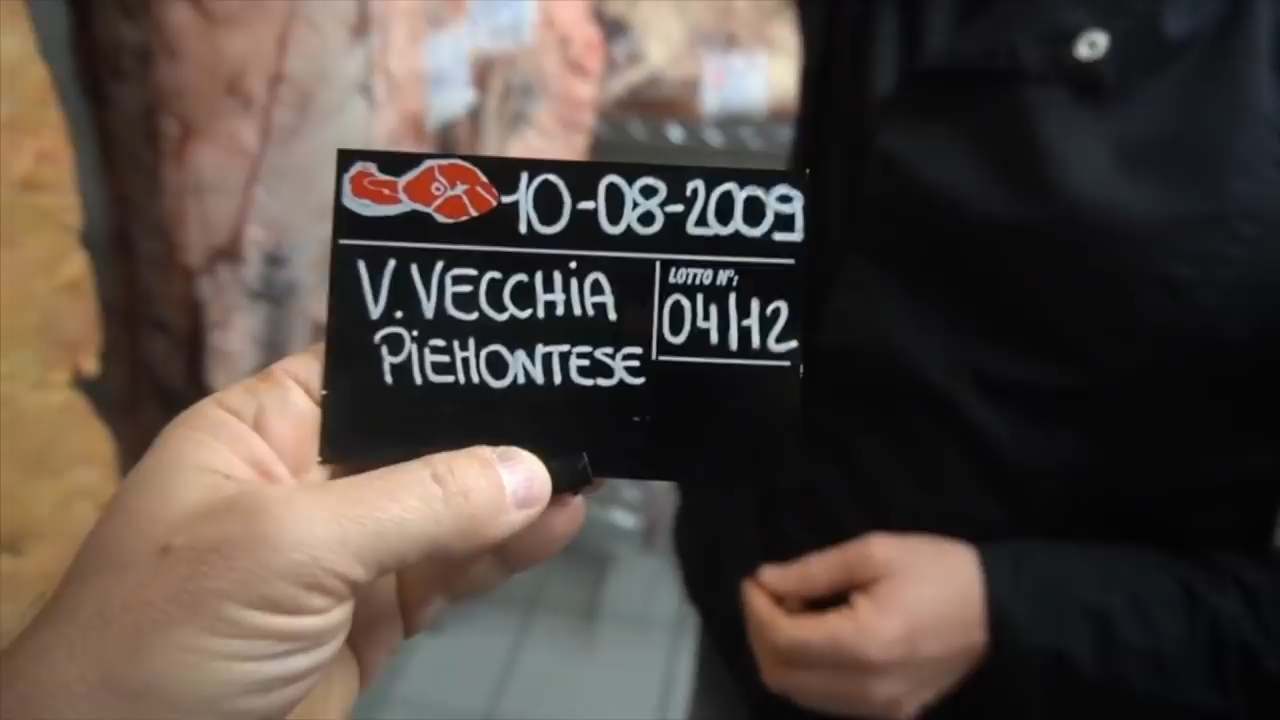 10-08-2009
V. VECCHiA
PiEMONTESE
LOTTO N°:
04/12